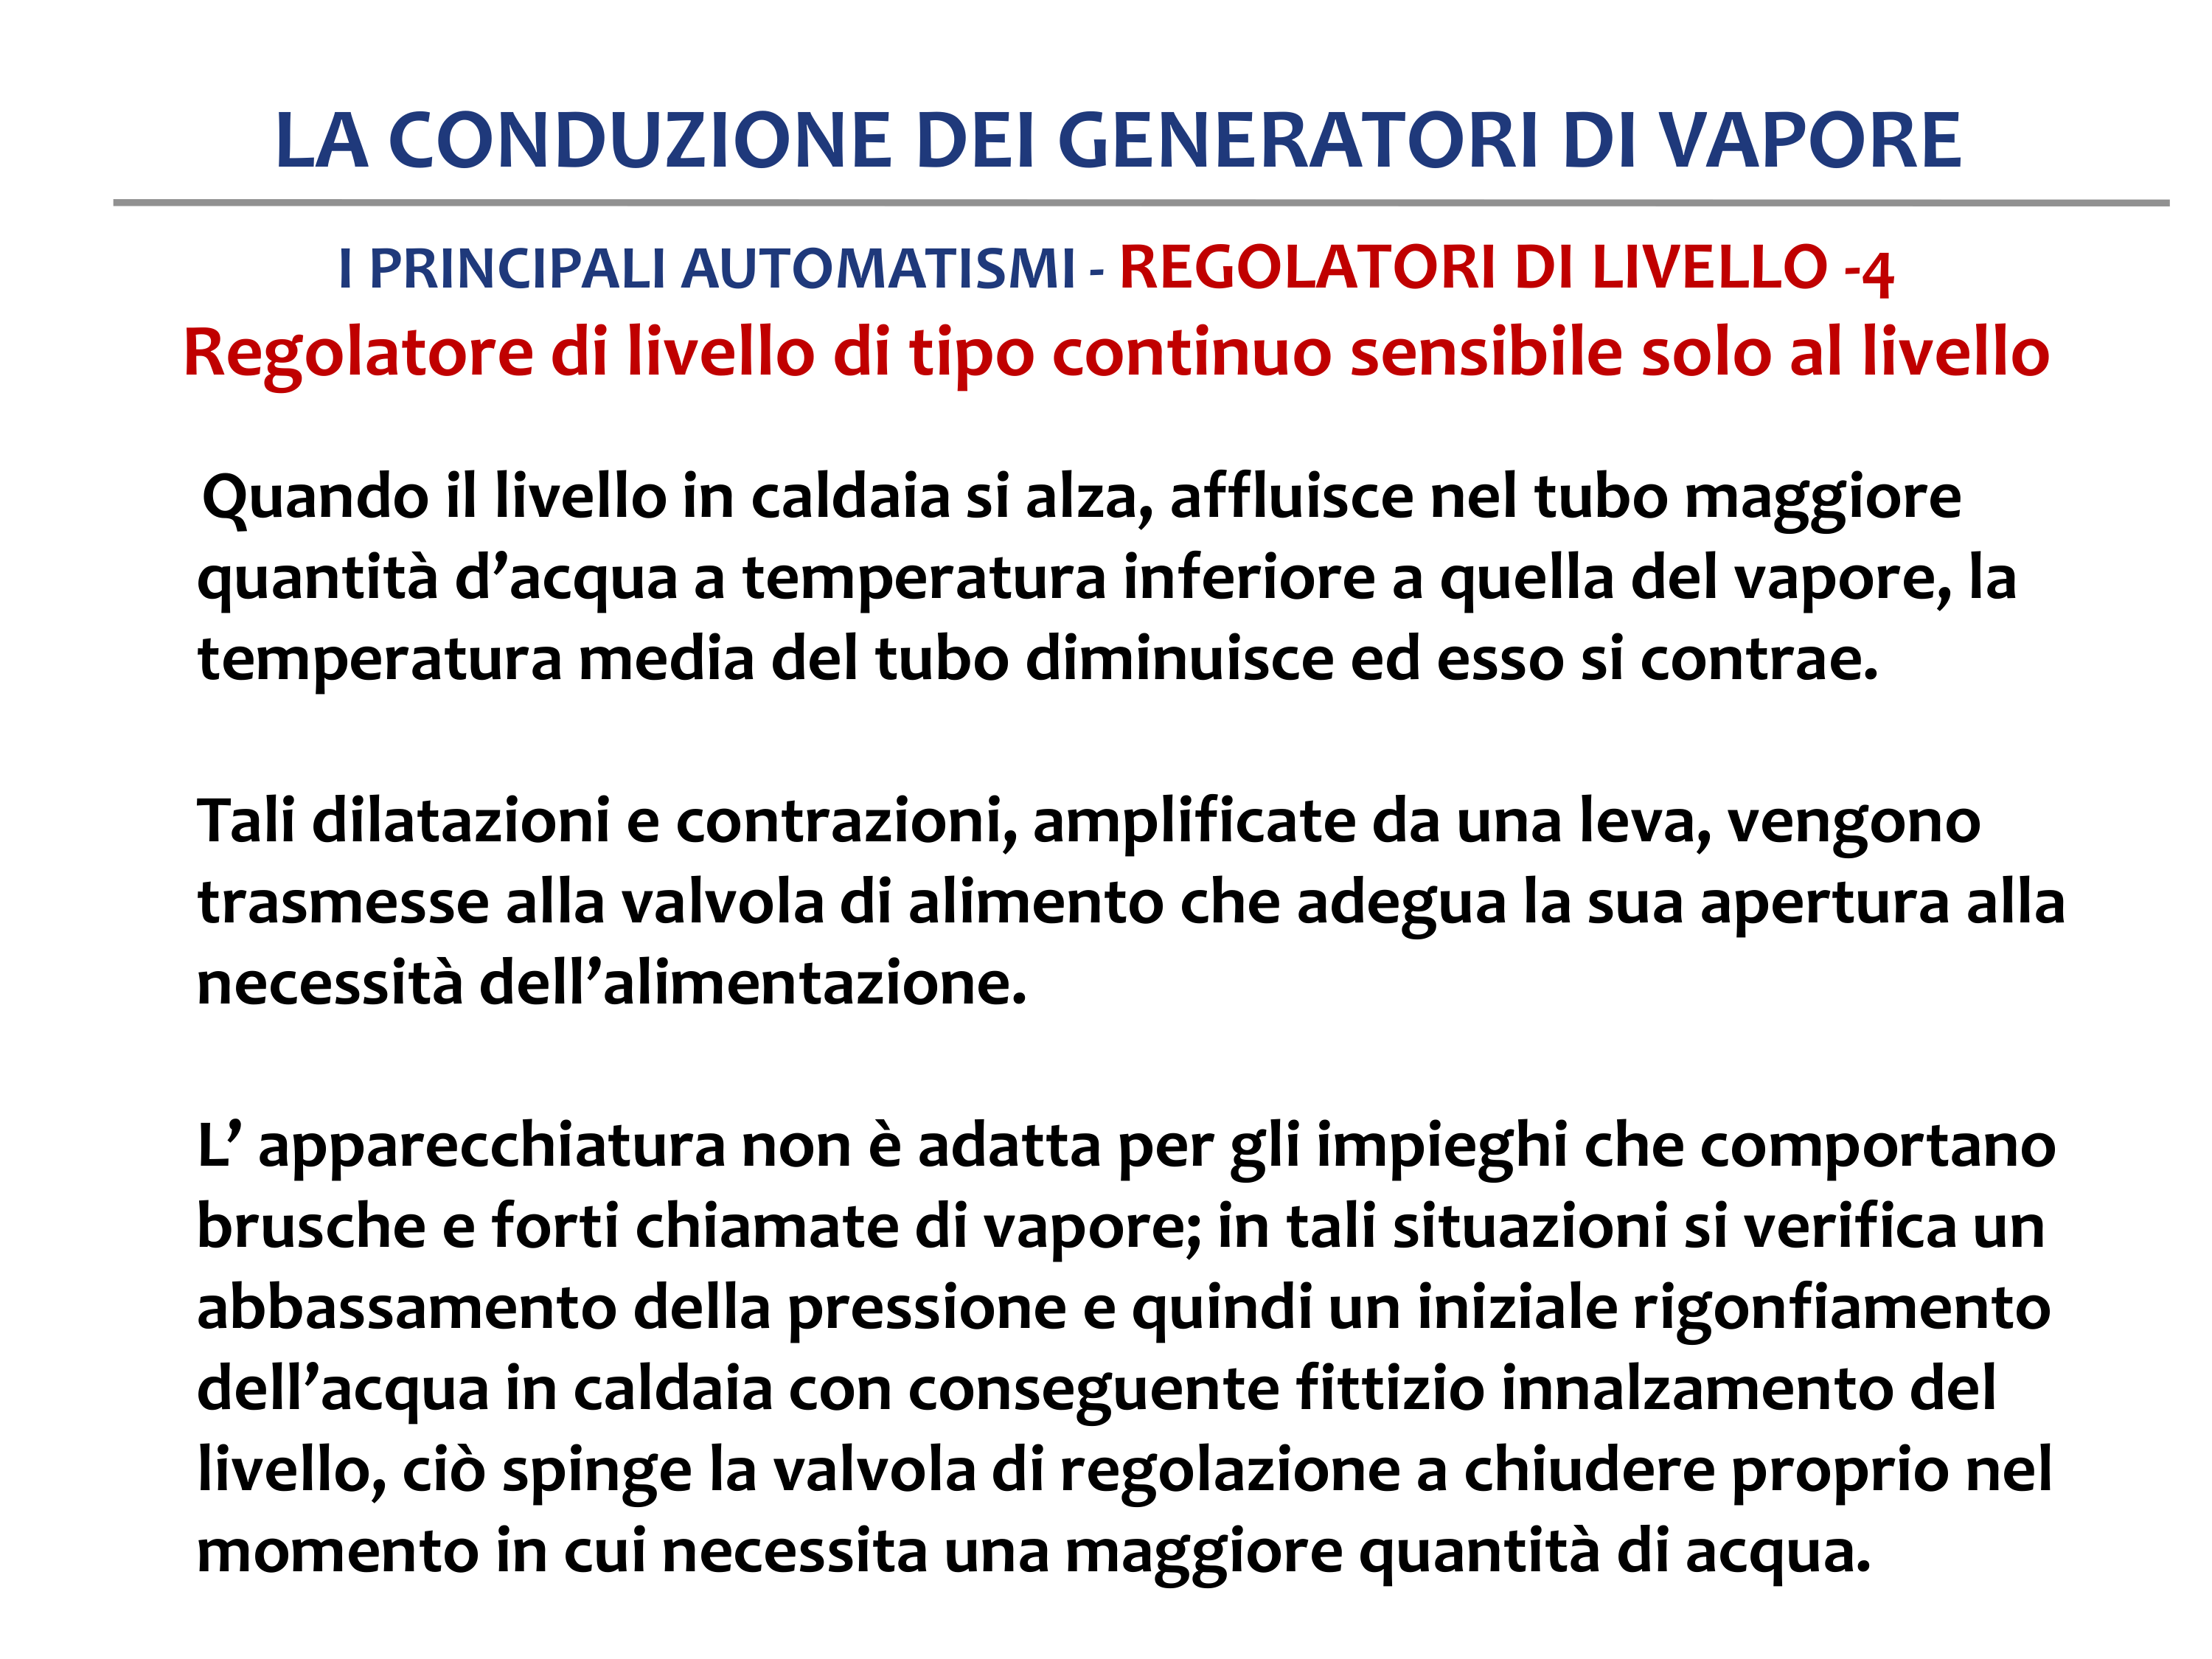 LA CONDUZIONE DEI GENERATORI DI VAPORE
I PRINCIPALI AUTOMATISMI - REGOLATORI DI LIVELLO -4
Regolatore di livello di tipo continuo sensibile solo al livello
Quando il livello in caldaia si alza, affluisce nel tubo maggiore
quantità d’acqua a temperatura inferiore a quella del vapore, la
temperatura media del tubo diminuisce ed esso si contrae.
Tali dilatazioni e contrazioni, amplificate da una leva, vengono
trasmesse alla valvola di alimento che adegua la sua apertura alla
necessità dell’alimentazione.
L’ apparecchiatura non è adatta per gli impieghi che comportano
brusche e forti chiamate di vapore; in tali situazioni si verifica un
abbassamento della pressione e quindi un iniziale rigonfiamento
dell’acqua in caldaia con conseguente fittizio innalzamento del
livello, ciò spinge la valvola di regolazione a chiudere proprio nel
momento in cui necessita una maggiore quantità di acqua.